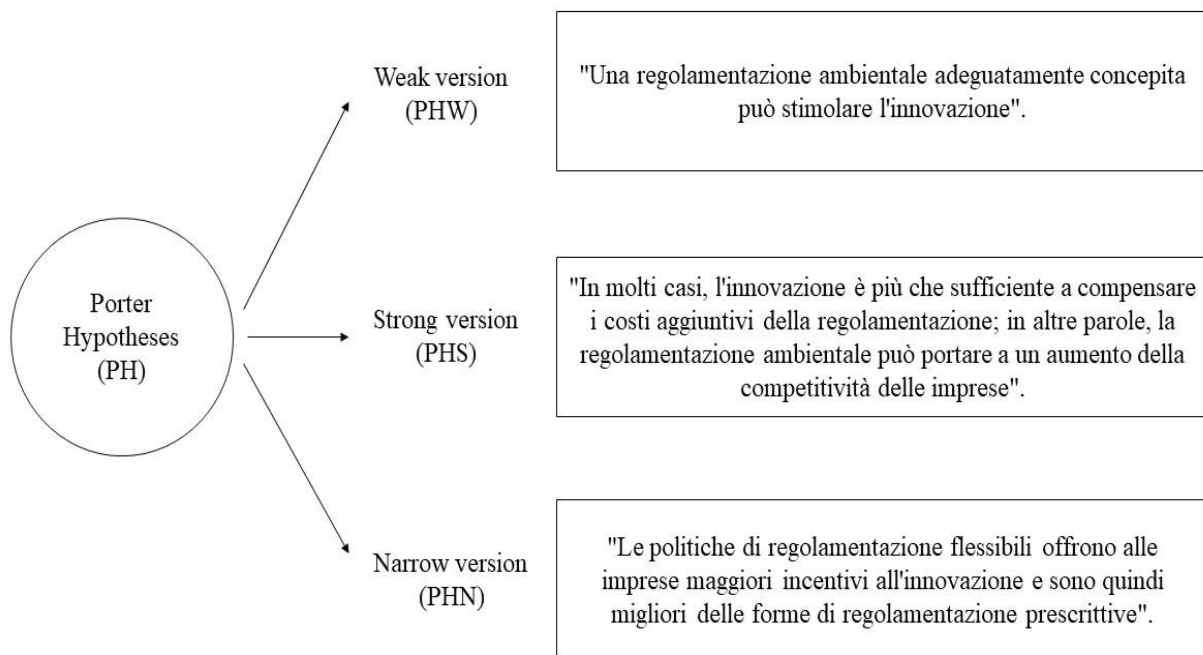 Porter
Hypotheses
(PH)
Weak version
(PHW)
"Una regolamentazione ambientale adeguatamente concepita
può stimolare l'innovazione".
Strong version
(PHS)
"In molti casi, l'innovazione è più che sufficiente a compensare
i costi aggiuntivi della regolamentazione; in altre parole, la
regolamentazione ambientale può portare a un aumento della
competitività delle imprese".
Narrow version
(PHN)
"Le politiche di regolamentazione flessibili offrono alle
imprese maggiori incentivi all'innovazione e sono quindi
migliori delle forme di regolamentazione prescrittive".